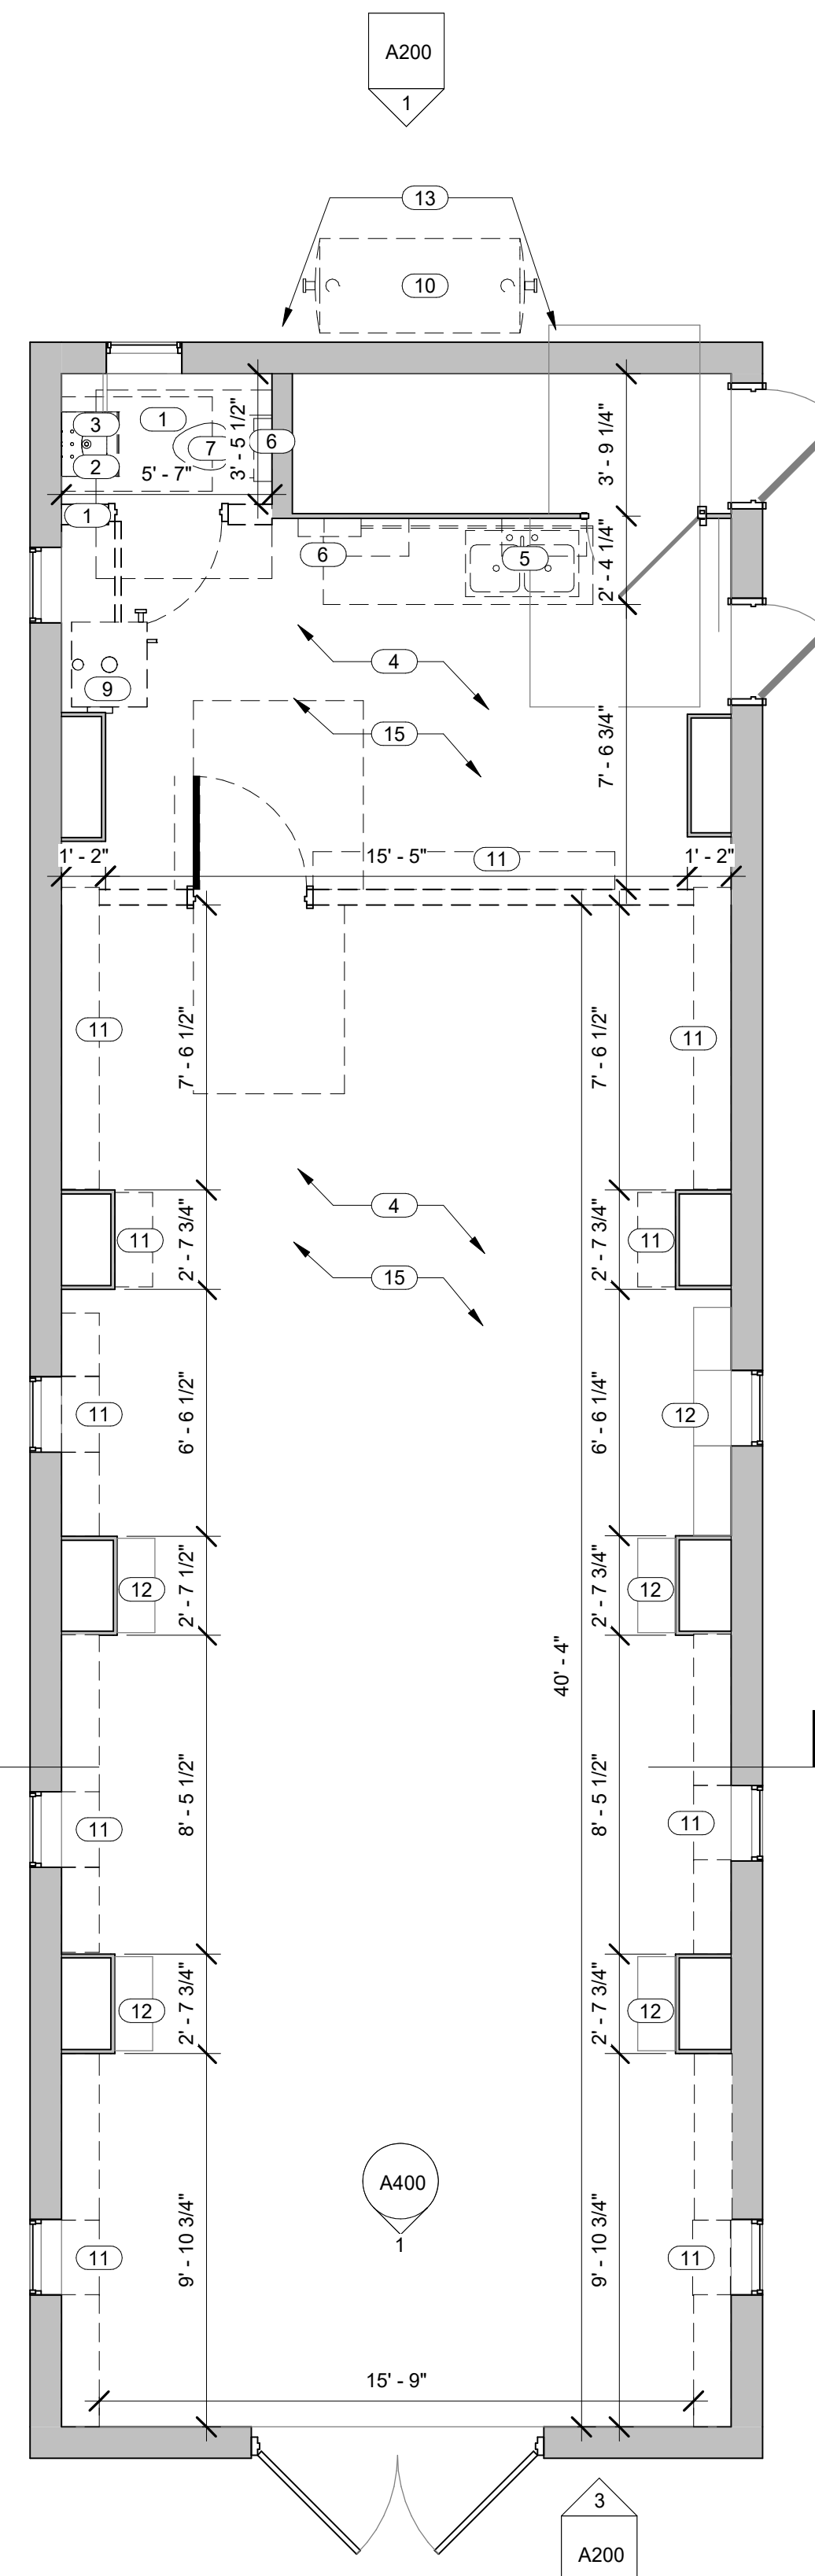 A200
1
13
10
3
1
7
6
3' - 5 1/2"
3' - 9 1/4"
2
5' - 7"
1
6
5
2' - 4 1/4"
4
9
15
7' - 6 3/4"
1' - 2"
15' - 5"
11
1' - 2"
11
7' - 6 1/2"
7' - 6 1/2"
11
4
11
2' - 7 3/4"
2' - 7 3/4"
11
15
11
6' - 6 1/2"
6' - 6 1/4"
12
12
2' - 7 1/2"
2' - 7 3/4"
12
40' - 4"
11
8' - 5 1/2"
8' - 5 1/2"
11
12
2' - 7 3/4"
2' - 7 3/4"
12
A400
1
11
9' - 10 3/4"
9' - 10 3/4"
11
15' - 9"
3
A200